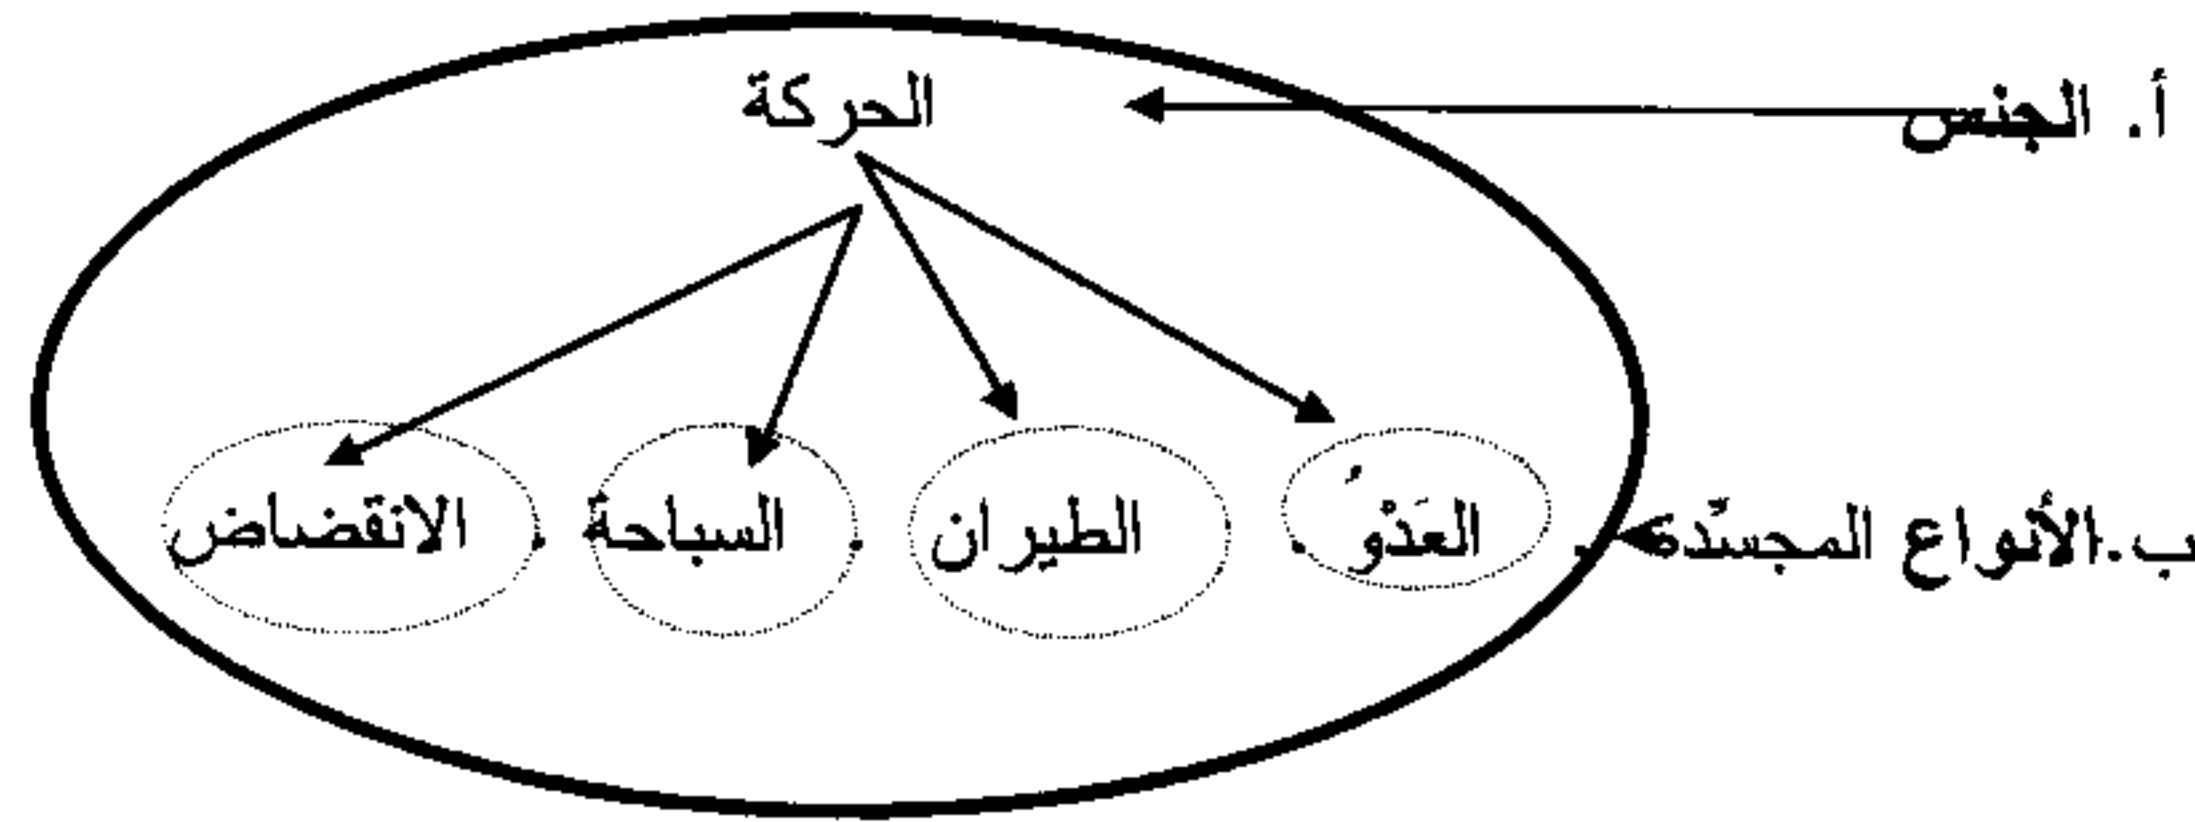 أ. الجنس الحركة
ب. الأنواع المجسّدة . العَدْوُ . الطيران . السباحة . الانقضاض